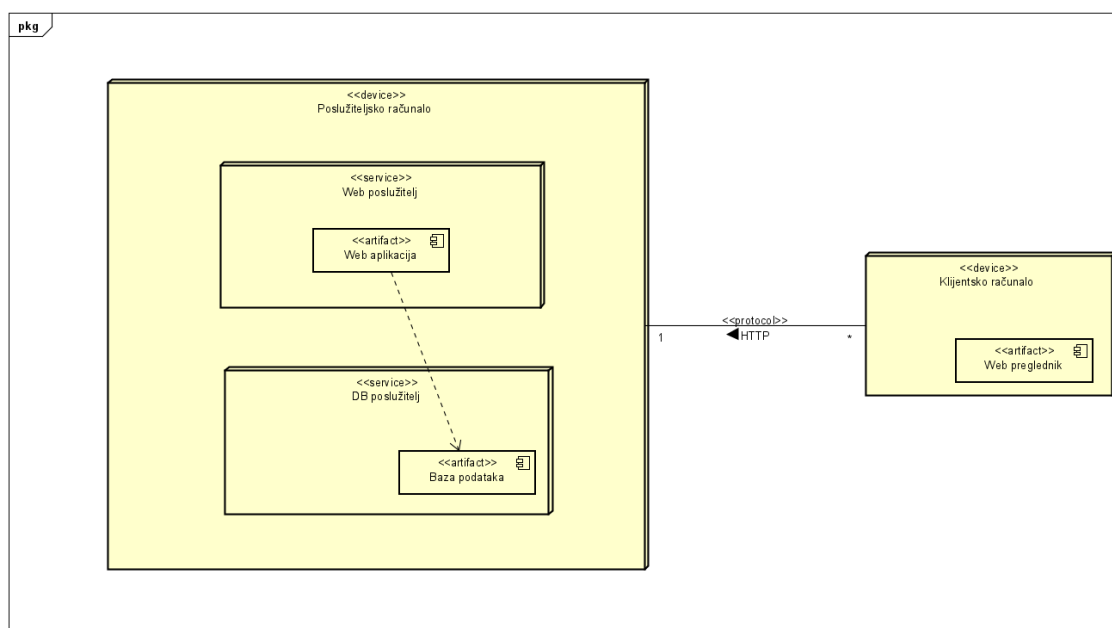 pkg
<<device>>
Poslužiteljsko računalo
<<service>>
Web poslužitelj
<<artifact>>
Web aplikacija
<<service>>
DB poslužitelj
<<artifact>>
Baza podataka
<<protocol>>
HTTP
1
*
<<device>>
Klijentsko računalo
<<artifact>>
Web preglednik